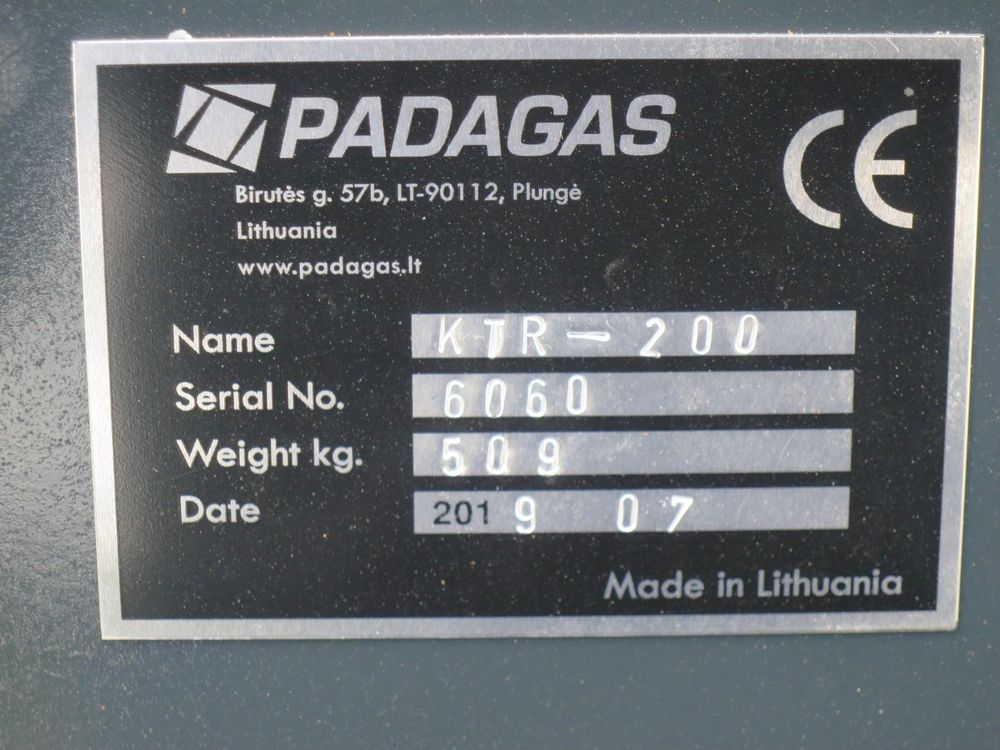 PADAGAS
CE
Birutės g. 57b, LT-90112, Plungė
Lithuania
www.padagas.lt
Name KTR-200
Serial No. 6060
Weight kg. 509
Date 2019 07
Made in Lithuania